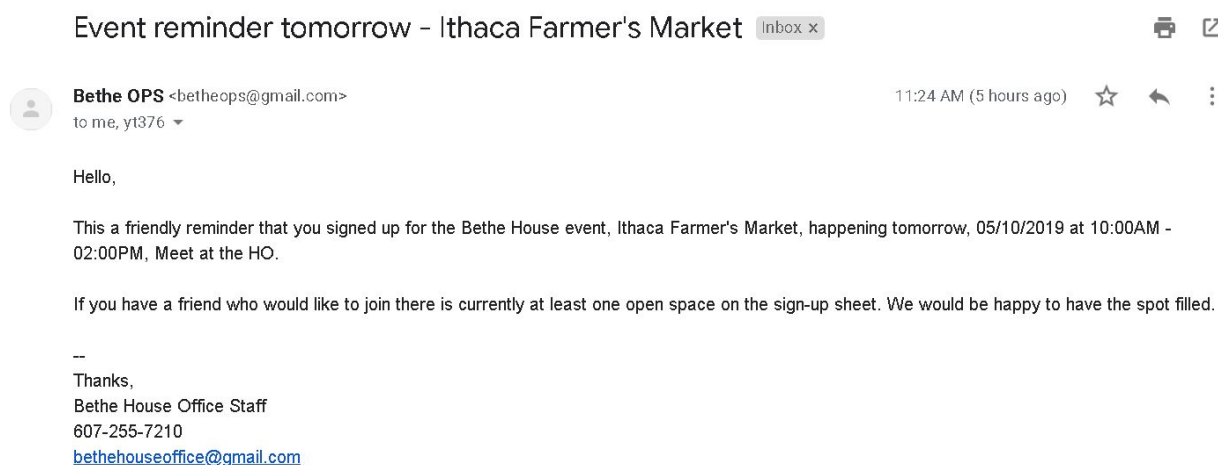 Event reminder tomorrow - Ithaca Farmer's Market Inbox x
Bethe OPS <betheops@gmail.com> 11:24 AM (5 hours ago)
to me, yt376
Hello,
This a friendly reminder that you signed up for the Bethe House event, Ithaca Farmer's Market, happening tomorrow, 05/10/2019 at 10:00AM -
02:00PM, Meet at the HO.
If you have a friend who would like to join there is currently at least one open space on the sign-up sheet. We would be happy to have the spot filled.
--
Thanks,
Bethe House Office Staff
607-255-7210
bethehouseoffice@gmail.com